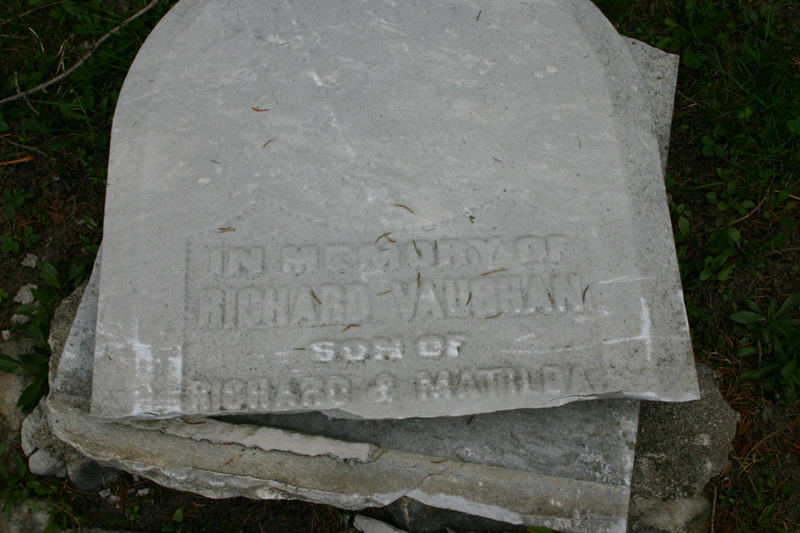 IN MEMORY OF
RICHARD VAUGHAN
SON OF
RICHARD & MATILDA